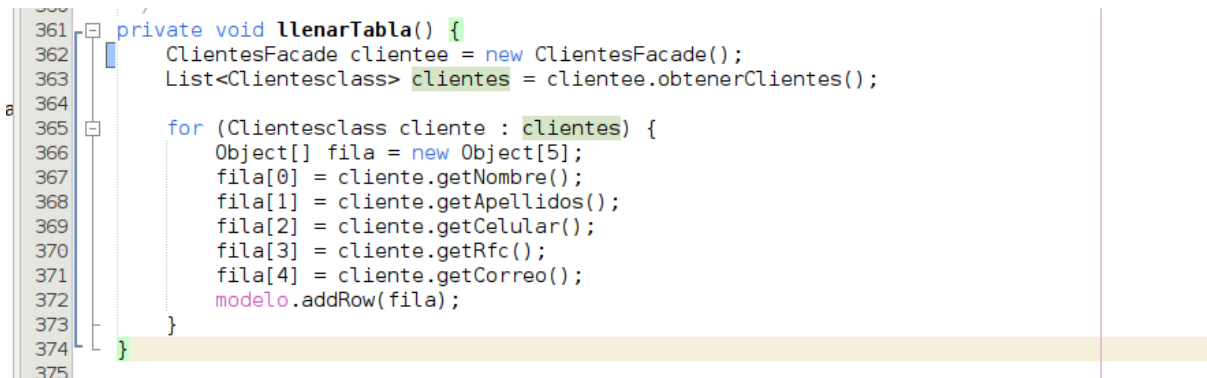 361 private void llenarTabla() {
362 ClientesFacade clientee = new ClientesFacade();
363 List<Clientesclass> clientes = clientee.obtenerClientes();
a 364
365 for (Clientesclass cliente : clientes) {
366 Object[] fila = new Object[5];
367 fila[0] = cliente.getNombre();
368 fila[1] = cliente.getApellidos();
369 fila[2] = cliente.getCelular();
370 fila[3] = cliente.getRfc();
371 fila[4] = cliente.getCorreo();
372 modelo.addRow(fila);
373 }
374 }
375